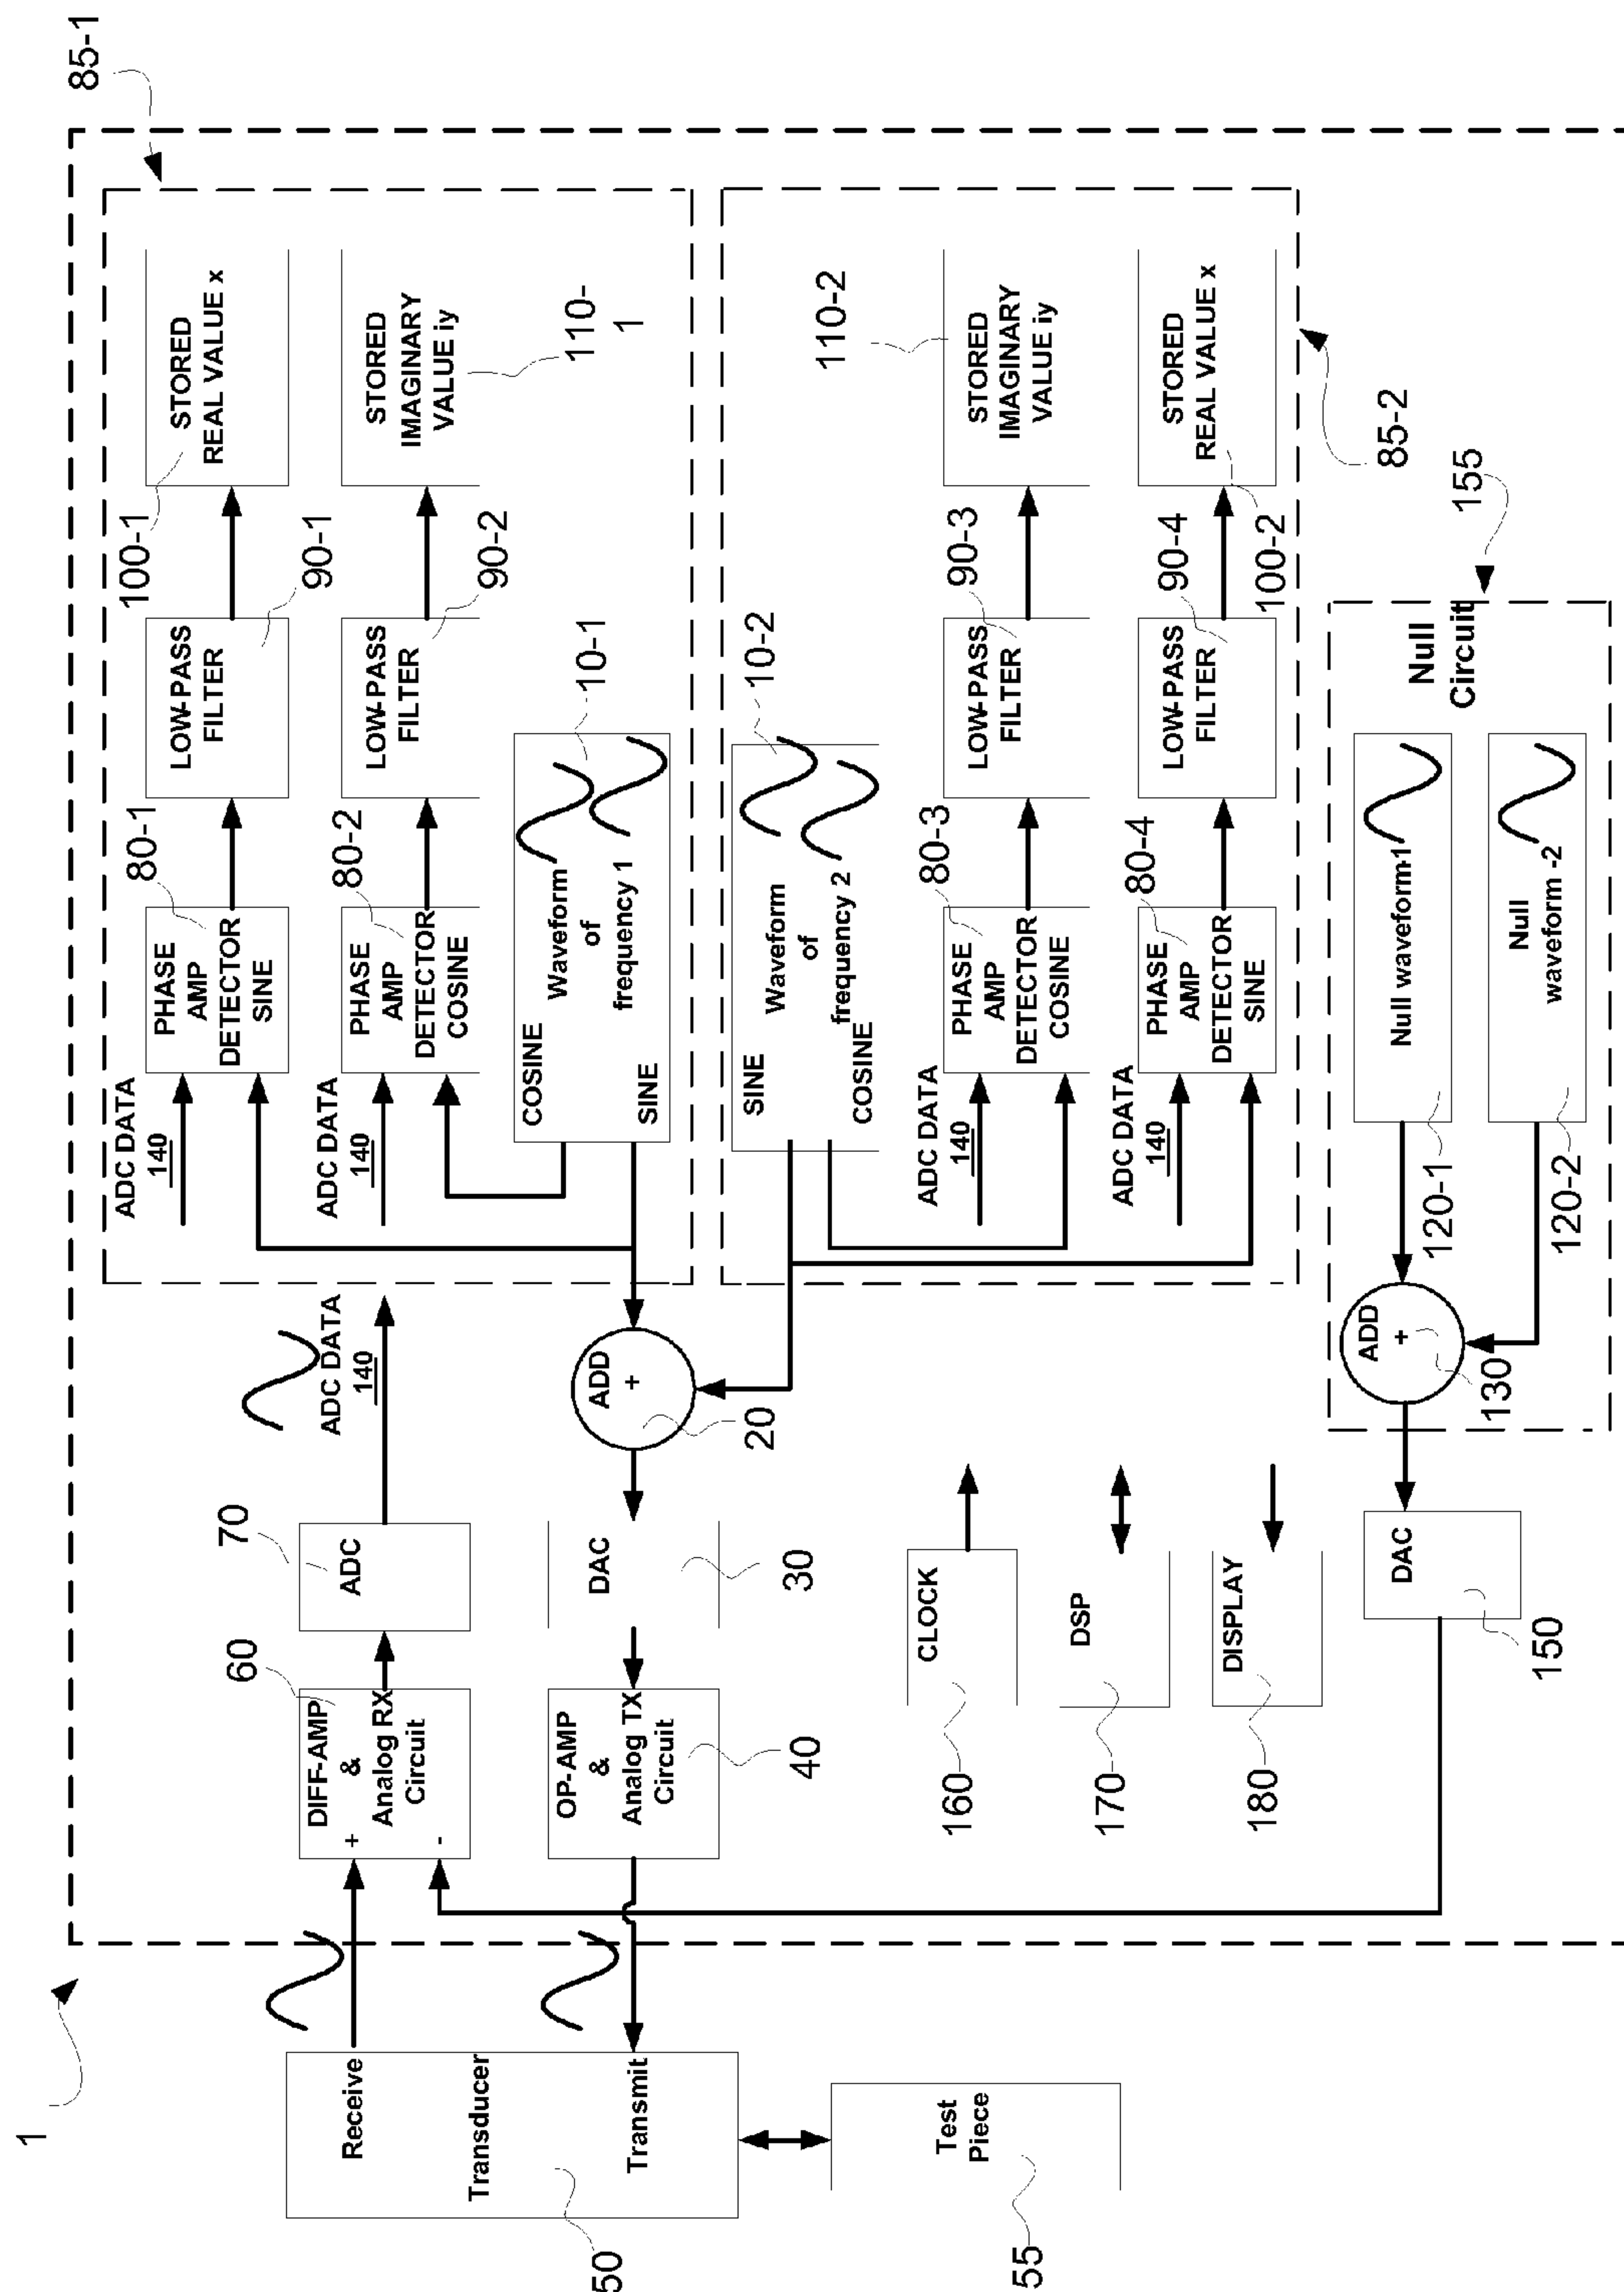 1
85-1
ADC DATA
140
PHASE
AMP
DETECTOR
SINE
80-1
LOW-PASS
FILTER
90-1
STORED
REAL VALUE x
100-1
ADC DATA
140
PHASE
AMP
DETECTOR
COSINE
80-2
LOW-PASS
FILTER
90-2
STORED
IMAGINARY
VALUE iy
110-
1
COSINE
Waveform
of
frequency 1
SINE
10-1
SINE
Waveform
of
frequency 2
COSINE
10-2
ADC DATA
140
PHASE
AMP
DETECTOR
COSINE
80-3
LOW-PASS
FILTER
90-3
STORED
IMAGINARY
VALUE iy
110-2
ADC DATA
140
PHASE
AMP
DETECTOR
SINE
80-4
LOW-PASS
FILTER
90-4
STORED
REAL VALUE x
100-2
85-2
Receive
Transducer
Transmit
50
Test
Piece
55
DIFF-AMP
&
Analog RX
Circuit
+
-
60
ADC
70
ADC DATA
140
OP-AMP
&
Analog TX
Circuit
40
DAC
30
ADD
+
20
CLOCK
160
DSP
170
DISPLAY
180
DAC
150
ADD
+
130
Null waveform-1
120-1
Null
waveform -2
120-2
Null
Circuit
155